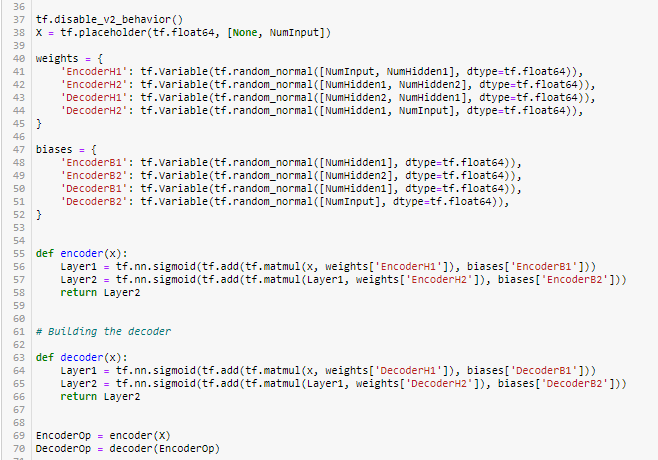 36
37 tf.disable_v2_behavior()
38 X = tf.placeholder(tf.float64, [None, NumInput])
39
40 weights = {
41     'EncoderH1': tf.Variable(tf.random_normal([NumInput, NumHidden1], dtype=tf.float64)),
42     'EncoderH2': tf.Variable(tf.random_normal([NumHidden1, NumHidden2], dtype=tf.float64)),
43     'DecoderH1': tf.Variable(tf.random_normal([NumHidden2, NumHidden1], dtype=tf.float64)),
44     'DecoderH2': tf.Variable(tf.random_normal([NumHidden1, NumInput], dtype=tf.float64)),
45 }
46
47 biases = {
48     'EncoderB1': tf.Variable(tf.random_normal([NumHidden1], dtype=tf.float64)),
49     'EncoderB2': tf.Variable(tf.random_normal([NumHidden2], dtype=tf.float64)),
50     'DecoderB1': tf.Variable(tf.random_normal([NumHidden1], dtype=tf.float64)),
51     'DecoderB2': tf.Variable(tf.random_normal([NumInput], dtype=tf.float64)),
52 }
53
54
55 def encoder(x):
56     Layer1 = tf.nn.sigmoid(tf.add(tf.matmul(x, weights['EncoderH1']), biases['EncoderB1']))
57     Layer2 = tf.nn.sigmoid(tf.add(tf.matmul(Layer1, weights['EncoderH2']), biases['EncoderB2']))
58     return Layer2
59
60
61 # Building the decoder
62
63 def decoder(x):
64     Layer1 = tf.nn.sigmoid(tf.add(tf.matmul(x, weights['DecoderH1']), biases['DecoderB1']))
65     Layer2 = tf.nn.sigmoid(tf.add(tf.matmul(Layer1, weights['DecoderH2']), biases['DecoderB2']))
66     return Layer2
67
68
69 EncoderOp = encoder(X)
70 DecoderOp = decoder(EncoderOp)